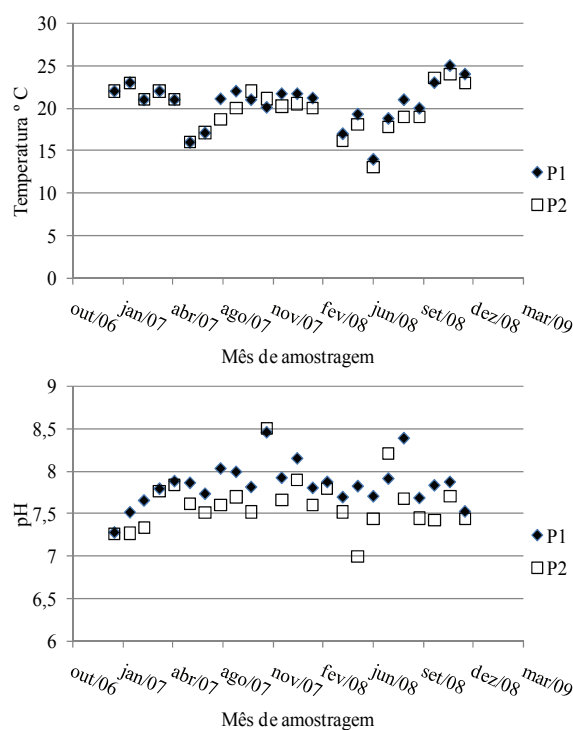 30
25
20
15
10
5
0
Temperatura º C
out/06 jan/07 abr/07 ago/07 nov/07 fev/08 jun/08 set/08 dez/08 mar/09
Mês de amostragem
P1
P2
9
8,5
8
7,5
7
6,5
6
pH
out/06 jan/07 abr/07 ago/07 nov/07 fev/08 jun/08 set/08 dez/08 mar/09
Mês de amostragem
P1
P2